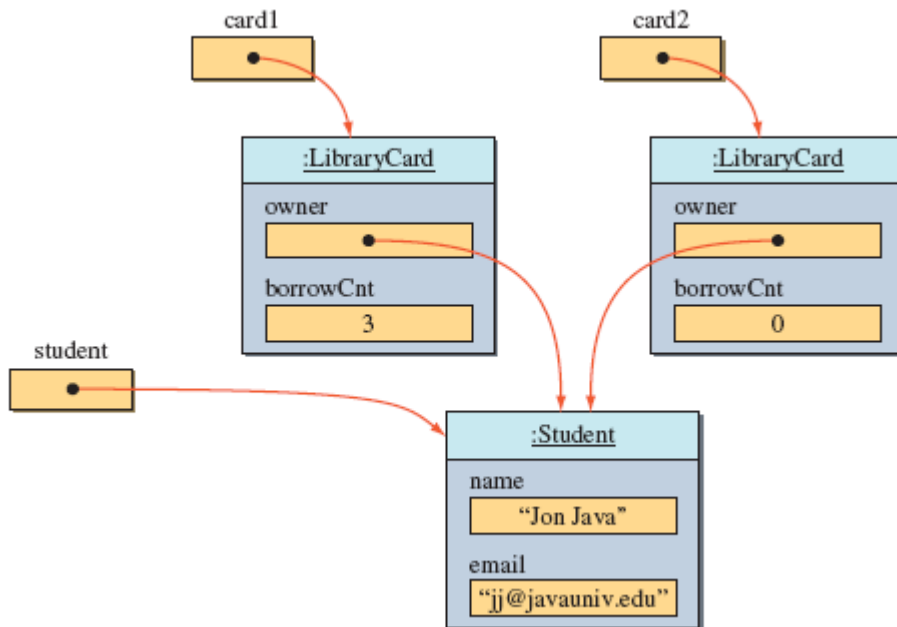 card1
card2
:LibraryCard
:LibraryCard
owner
owner
borrowCnt
borrowCnt
3
0
student
:Student
name
“Jon Java”
email
“jj@javauniv.edu”